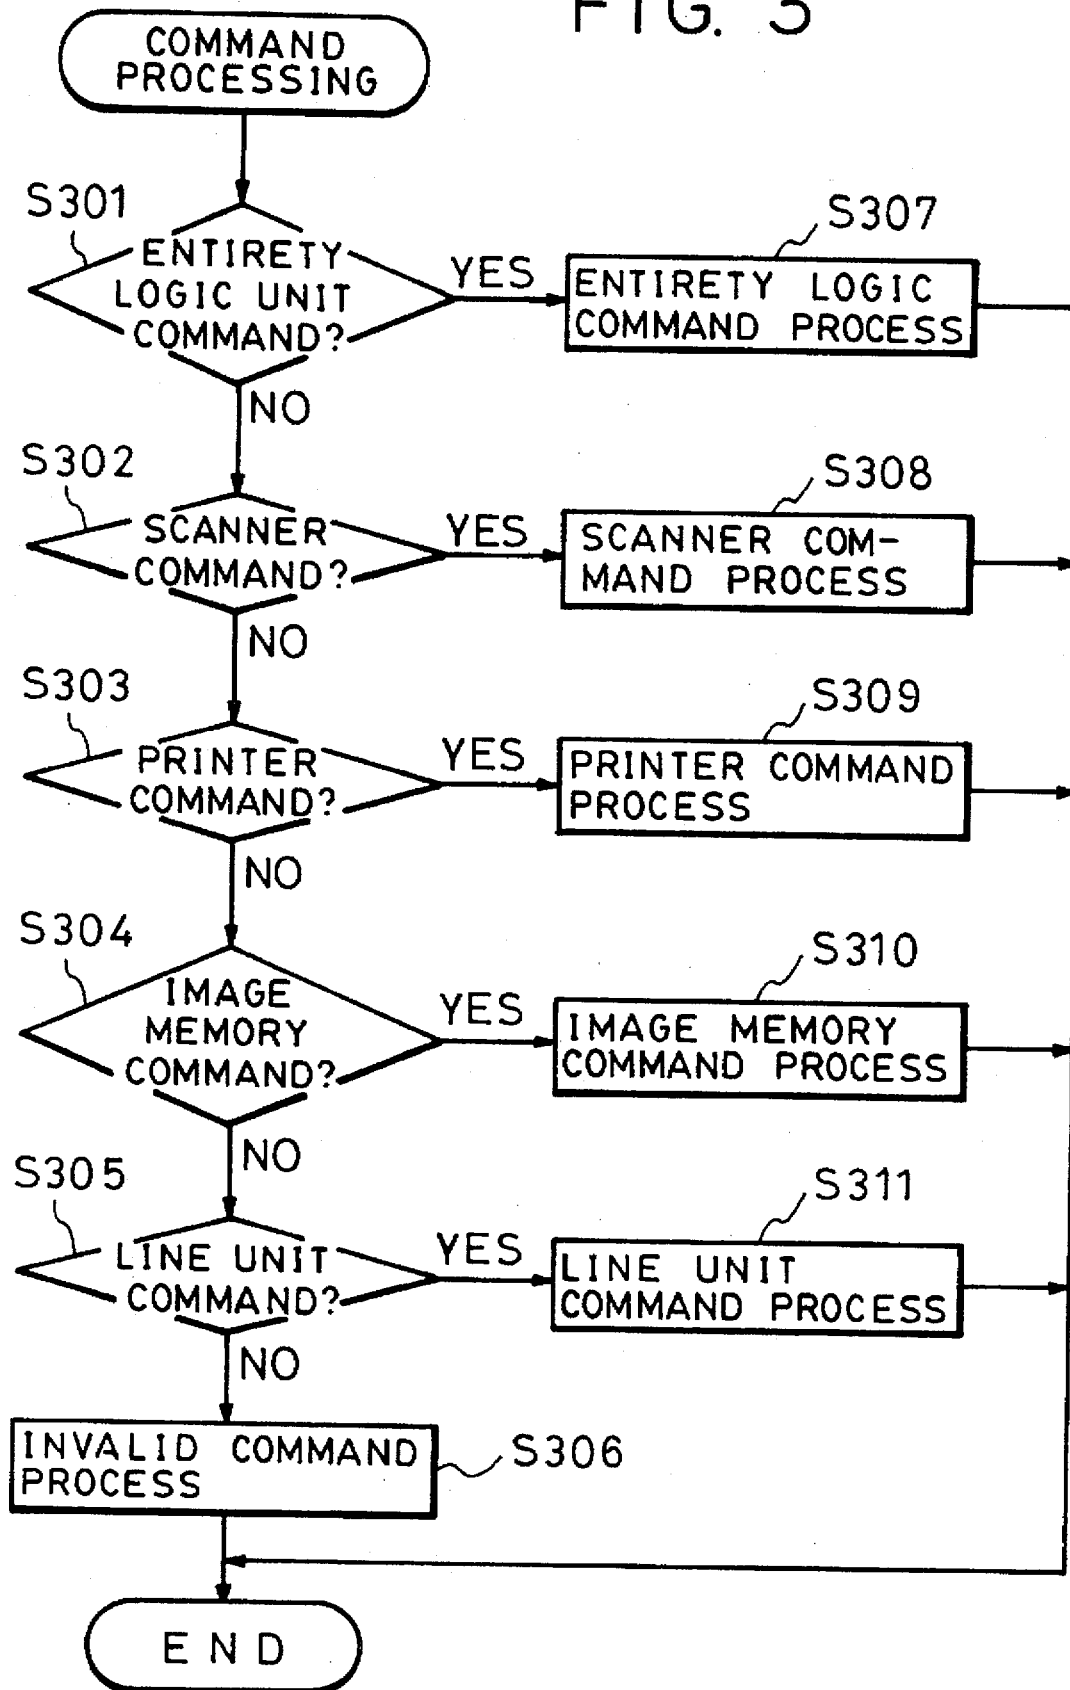 FIG. 3
COMMAND
PROCESSING
S301
ENTIRETY
LOGIC UNIT
COMMAND?
YES
S307
ENTIRETY LOGIC
COMMAND PROCESS
NO
S302
SCANNER
COMMAND?
YES
S308
SCANNER COM-
MAND PROCESS
NO
S303
PRINTER
COMMAND?
YES
S309
PRINTER COMMAND
PROCESS
NO
S304
IMAGE
MEMORY
COMMAND?
YES
S310
IMAGE MEMORY
COMMAND PROCESS
NO
S305
LINE UNIT
COMMAND?
YES
S311
LINE UNIT
COMMAND PROCESS
NO
INVALID COMMAND
PROCESS
S306
END